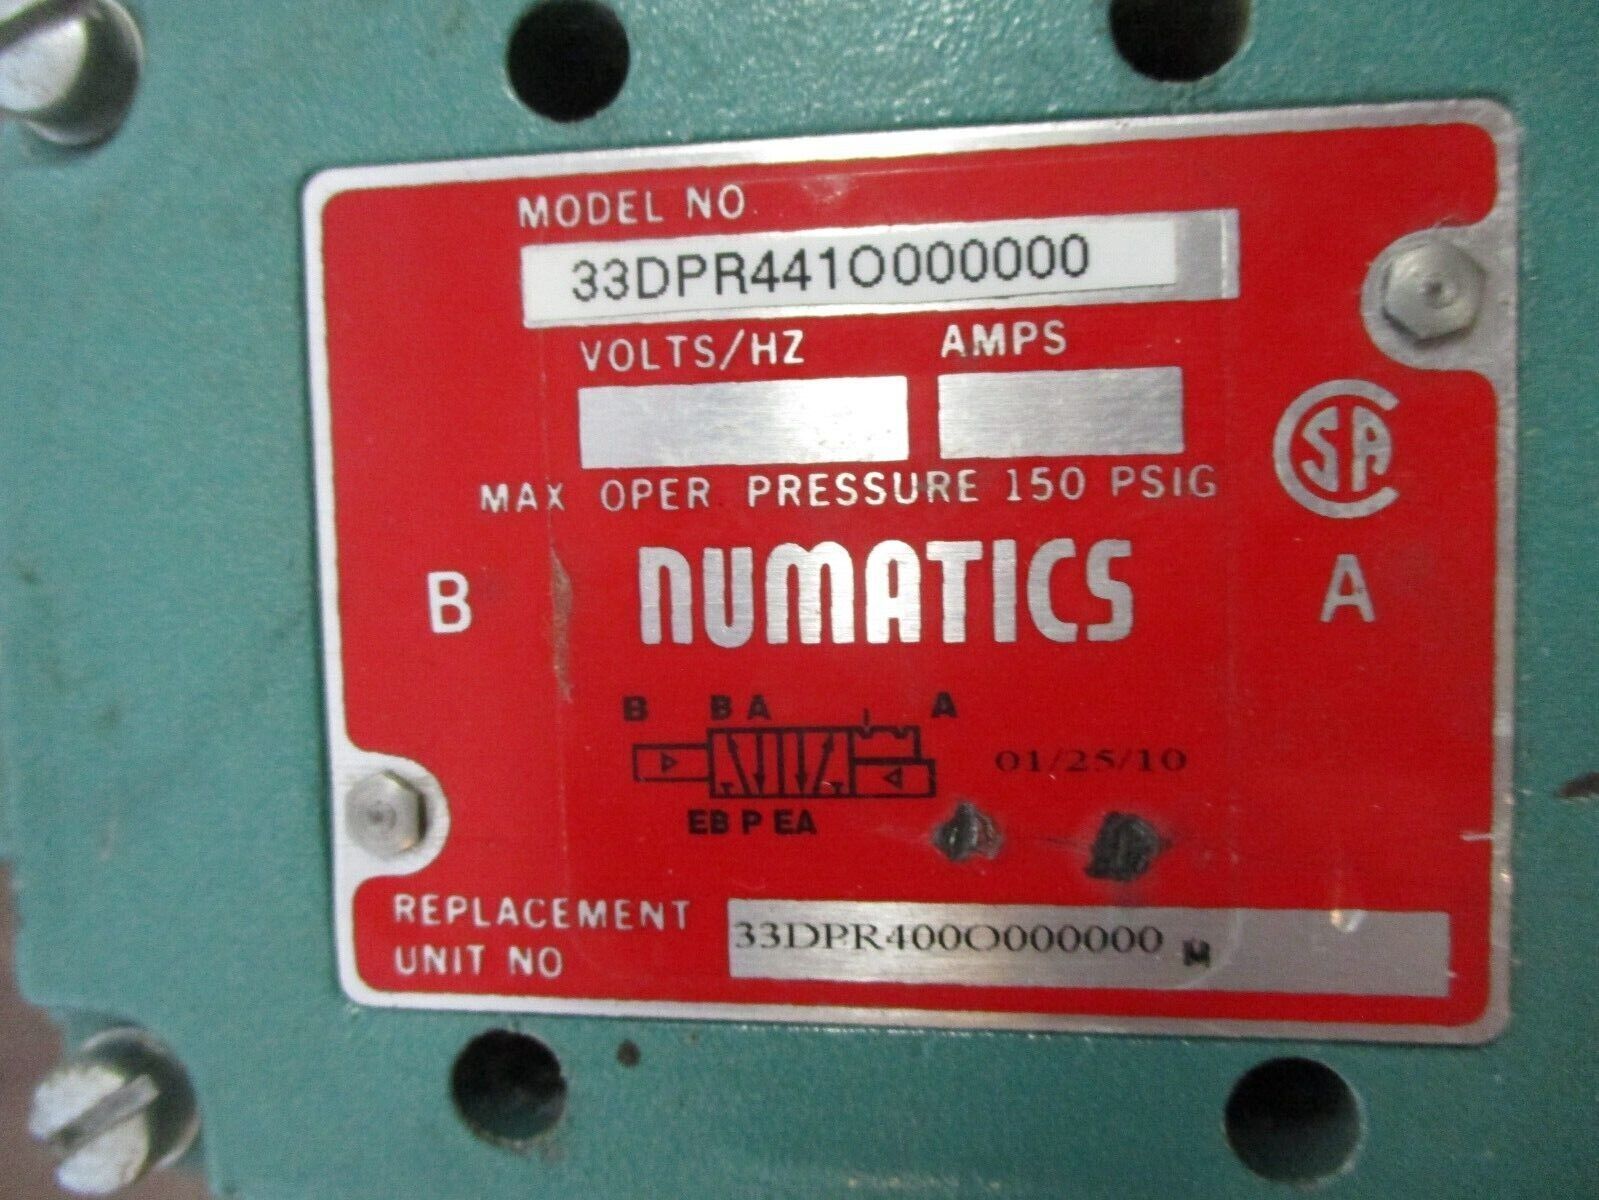 MODEL NO
33DPR441O000000
VOLTS/HZ AMPS
MAX OPER. PRESSURE 150 PSIG
CSA
B NUMATICS A
B B A A
01/25/10
EB P EA
REPLACEMENT
UNIT NO
33DPR400O000000 M